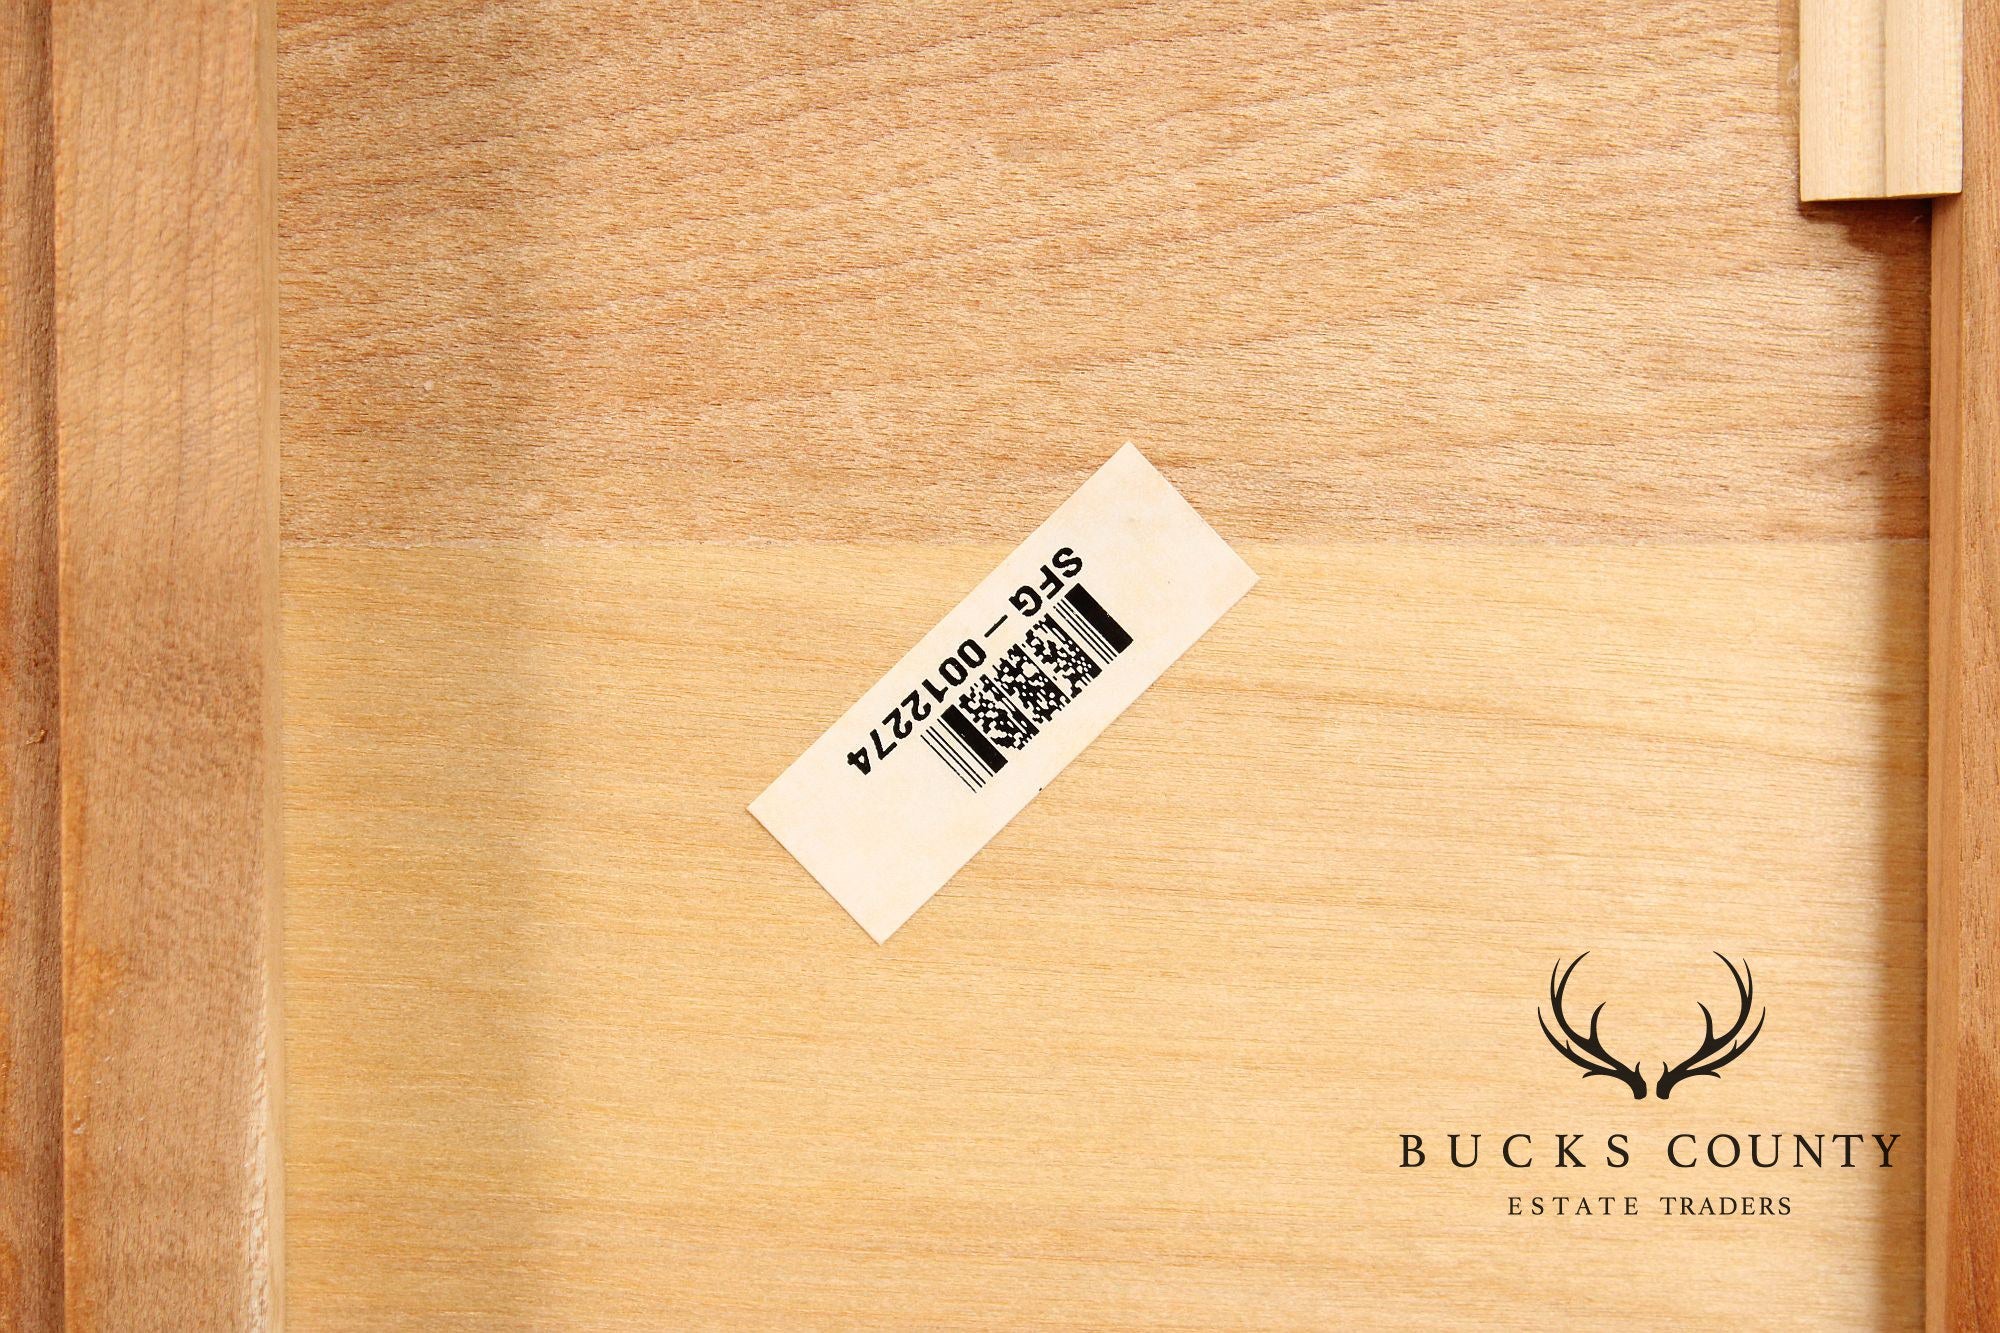 SFG-0012274
BUCKS COUNTY
ESTATE TRADERS